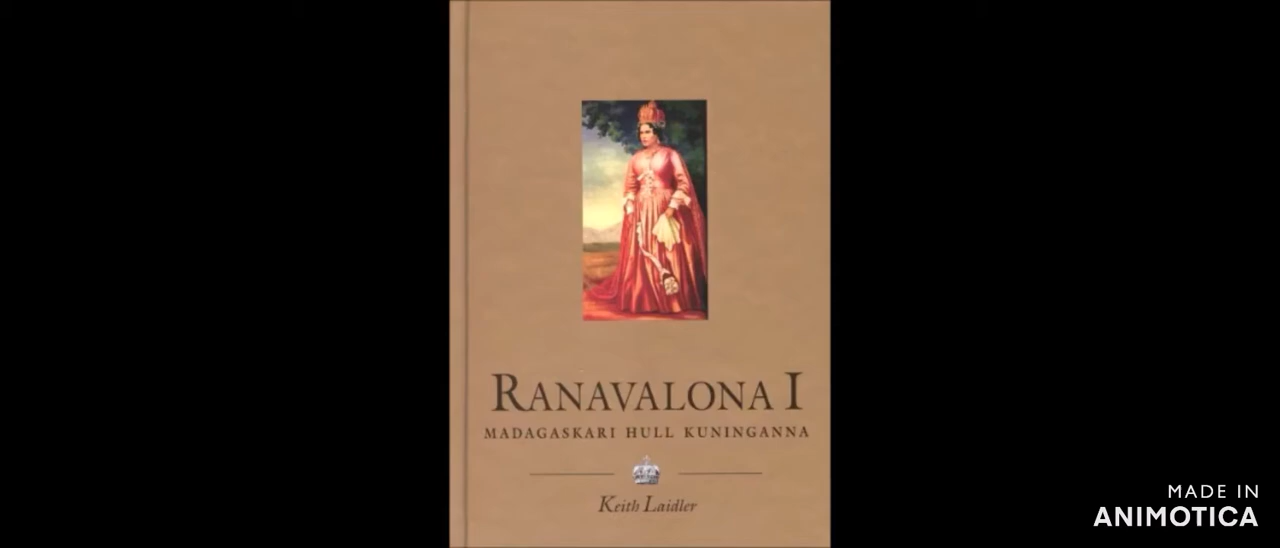 RANAVALONA I
MADAGASKARI HULL KUNINGANNA
Keith Laidler
MADE IN
ANIMOTICA